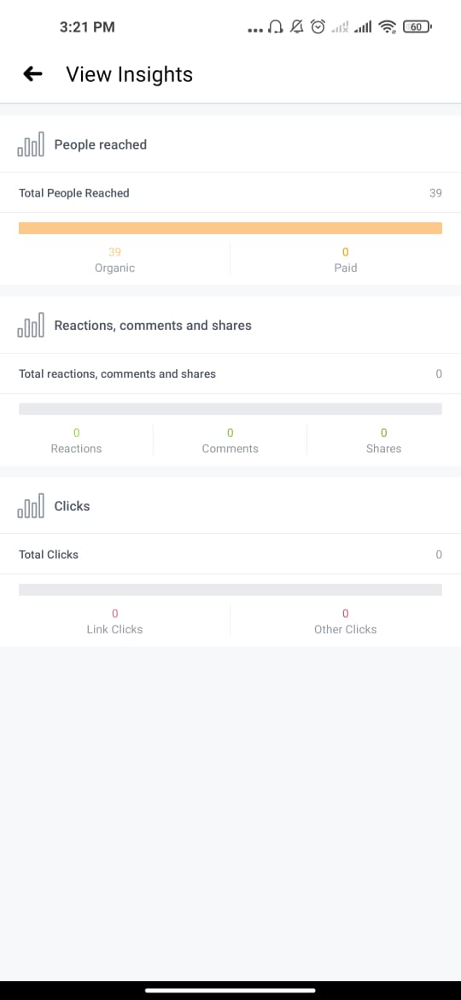 3:21 PM
60
View Insights
People reached
Total People Reached 39
39 0
Organic Paid
Reactions, comments and shares
Total reactions, comments and shares 0
0 0 0
Reactions Comments Shares
Clicks
Total Clicks 0
0 0
Link Clicks Other Clicks